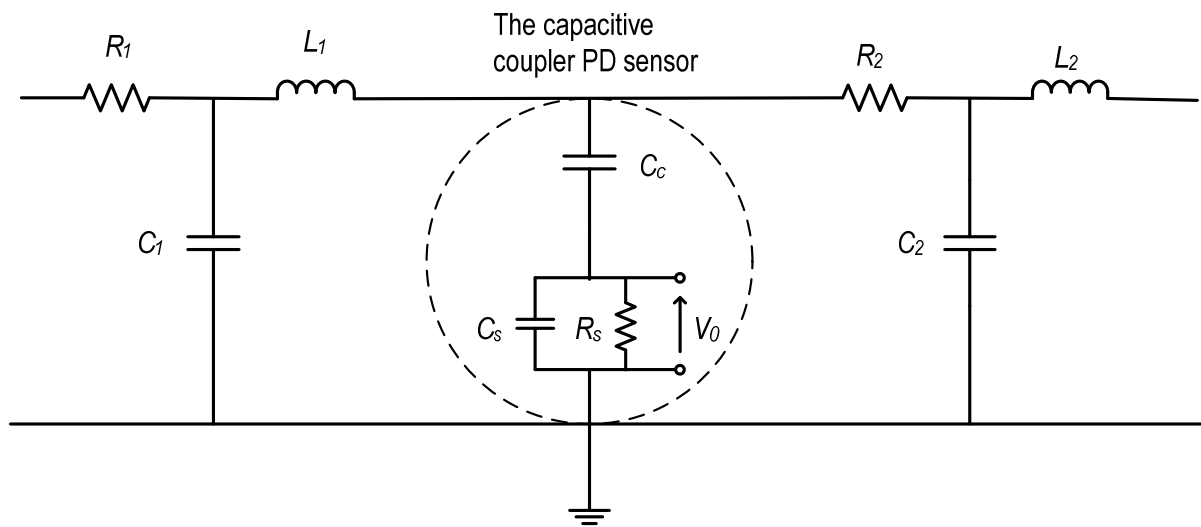 The capacitive
coupler PD sensor
R1
L1
R2
L2
Cc
C1
C2
Cs
Rs
V0